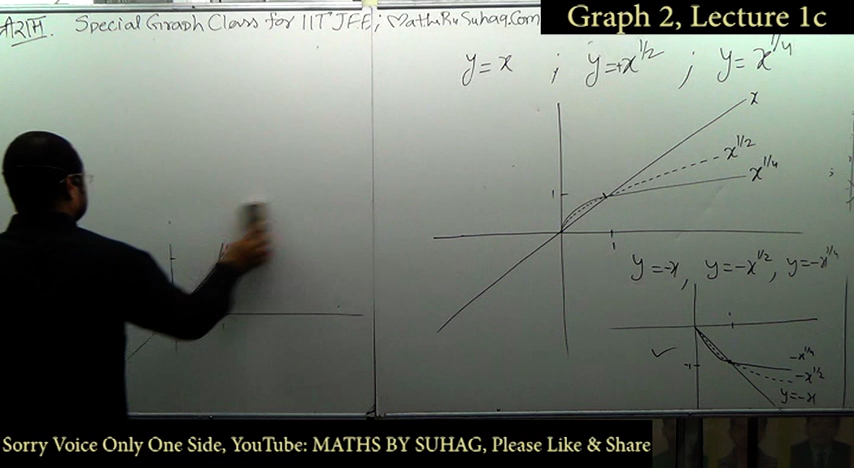 Graph 2, Lecture 1c
Special Graph Class for IIT JEE; MathsBySuhag.Com
y = x ; y = +x^1/2 ; y = x^1/4
x
x^1/2
x^1/4
1
1
y = -x, y = -x^1/2, y = -x^1/4
1
-1
-x^1/4
-x^1/2
y = -x
Sorry Voice Only One Side, YouTube: MATHS BY SUHAG, Please Like & Share